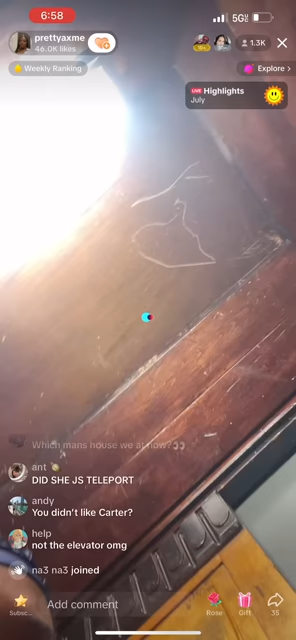 6:58
5G
prettyaxme
46.0K likes
1.3K
Weekly Ranking
Explore >
LIVE Highlights
July
Which mans house we at now?👀
ant
DID SHE JS TELEPORT
andy
You didn't like Carter?
help
not the elevator omg
na3 na3 joined
Subsc...
Add comment
Rose
Gift
35